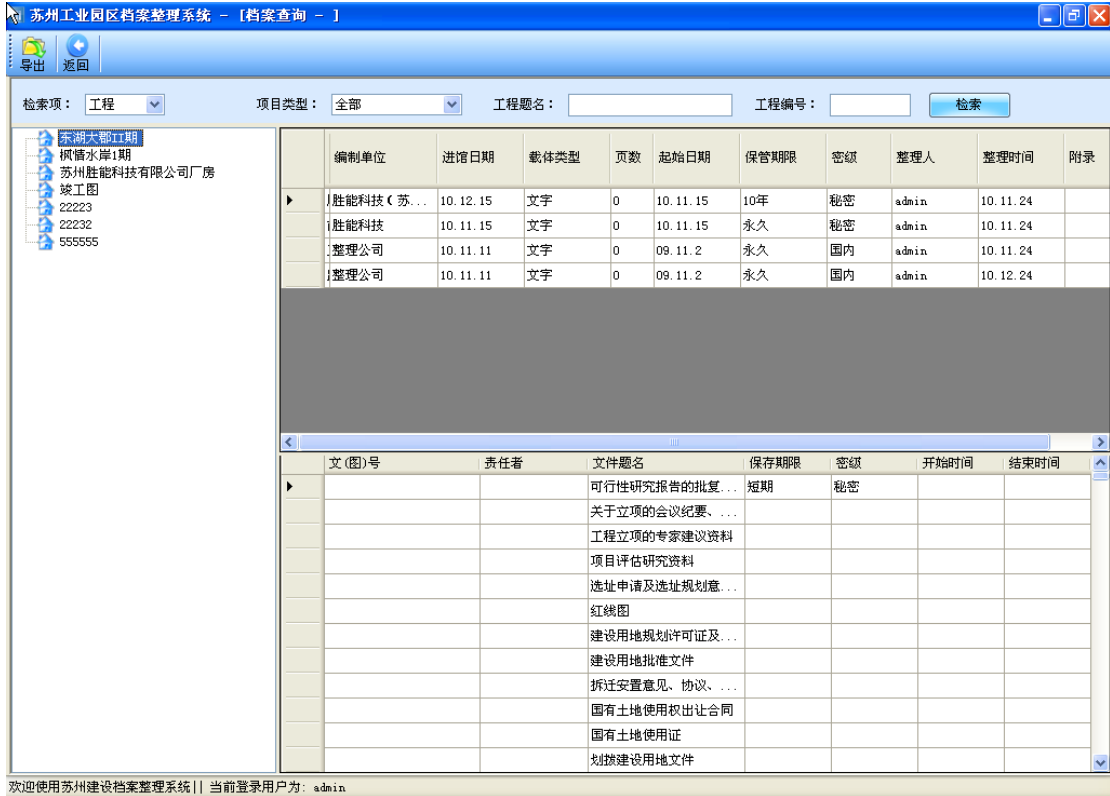 苏州工业园区档案整理系统 - [档案查询 - ]
导出 返回
检索项： 工程 项目类型： 全部 工程题名： 工程编号： 检索
东湖大郡II期
枫情水岸1期
苏州胜能科技有限公司厂房
竣工图
22223
22232
555555
编制单位 进馆日期 载体类型 页数 起始日期 保管期限 密级 整理人 整理时间 附录
胜能科技(苏... 10.12.15 文字 0 10.11.15 10年 秘密 admin 10.11.24
胜能科技 10.11.15 文字 0 10.11.15 永久 秘密 admin 10.11.24
整理公司 10.11.11 文字 0 09.11.2 永久 国内 admin 10.11.24
整理公司 10.11.11 文字 0 09.11.2 永久 国内 admin 10.12.24
文(图)号 责任者 文件题名 保存期限 密级 开始时间 结束时间
可行性研究报告的批复... 短期 秘密
关于立项的会议纪要、...
工程立项的专家建议资料
项目评估研究资料
选址申请及选址规划意...
红线图
建设用地规划许可证及...
建设用地批准文件
拆迁安置意见、协议、...
国有土地使用权出让合同
国有土地使用证
划拨建设用地文件
欢迎使用苏州建设档案整理系统|| 当前登录用户为: admin